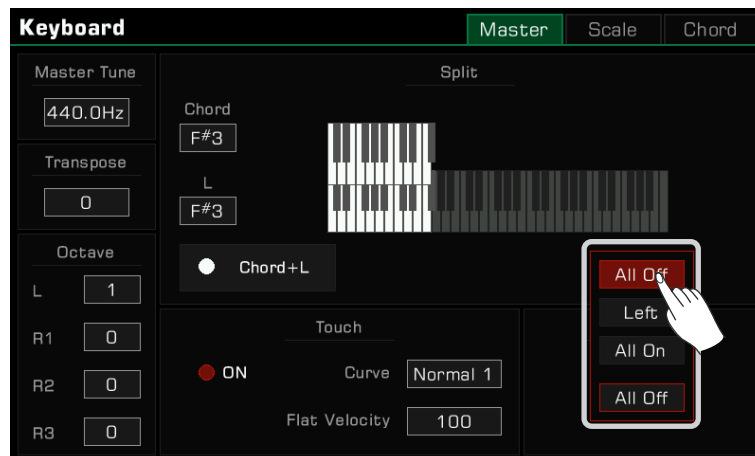 Keyboard
Master Scale Chord
Master Tune
440.0Hz
Transpose
0
Octave
L 1
R1 0
R2 0
R3 0
Split
Chord
F#3
L
F#3
Chord+L
Touch
ON
Curve Normal 1
Flat Velocity 100
All Off
Left
All On
All Off